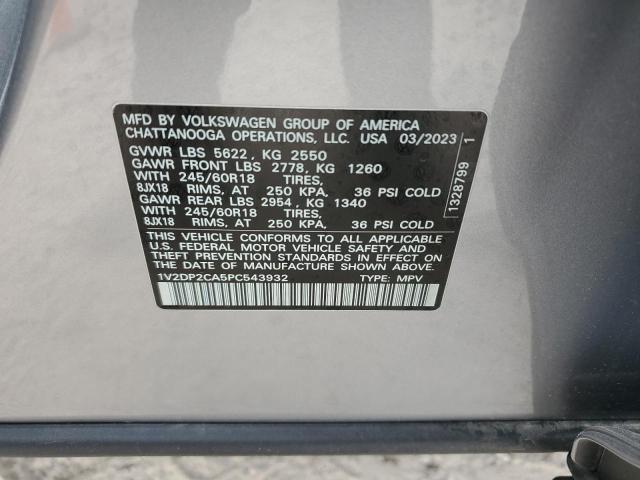 MFD BY VOLKSWAGEN GROUP OF AMERICA
CHATTANOOGA OPERATIONS, LLC. USA 03/2023
GVWR LBS 5622, KG 2550
GAWR FRONT LBS 2778, KG 1260
WITH 245/60R18 TIRES,
8JX18 RIMS, AT 250 KPA, 36 PSI COLD
GAWR REAR LBS 2954, KG 1340
WITH 245/60R18 TIRES,
8JX18 RIMS, AT 250 KPA, 36 PSI COLD
THIS VEHICLE CONFORMS TO ALL APPLICABLE
U.S. FEDERAL MOTOR VEHICLE SAFETY AND
THEFT PREVENTION STANDARDS IN EFFECT ON
THE DATE OF MANUFACTURE SHOWN ABOVE.
1V2DP2CA5PC543932 TYPE: MPV
1328799 1